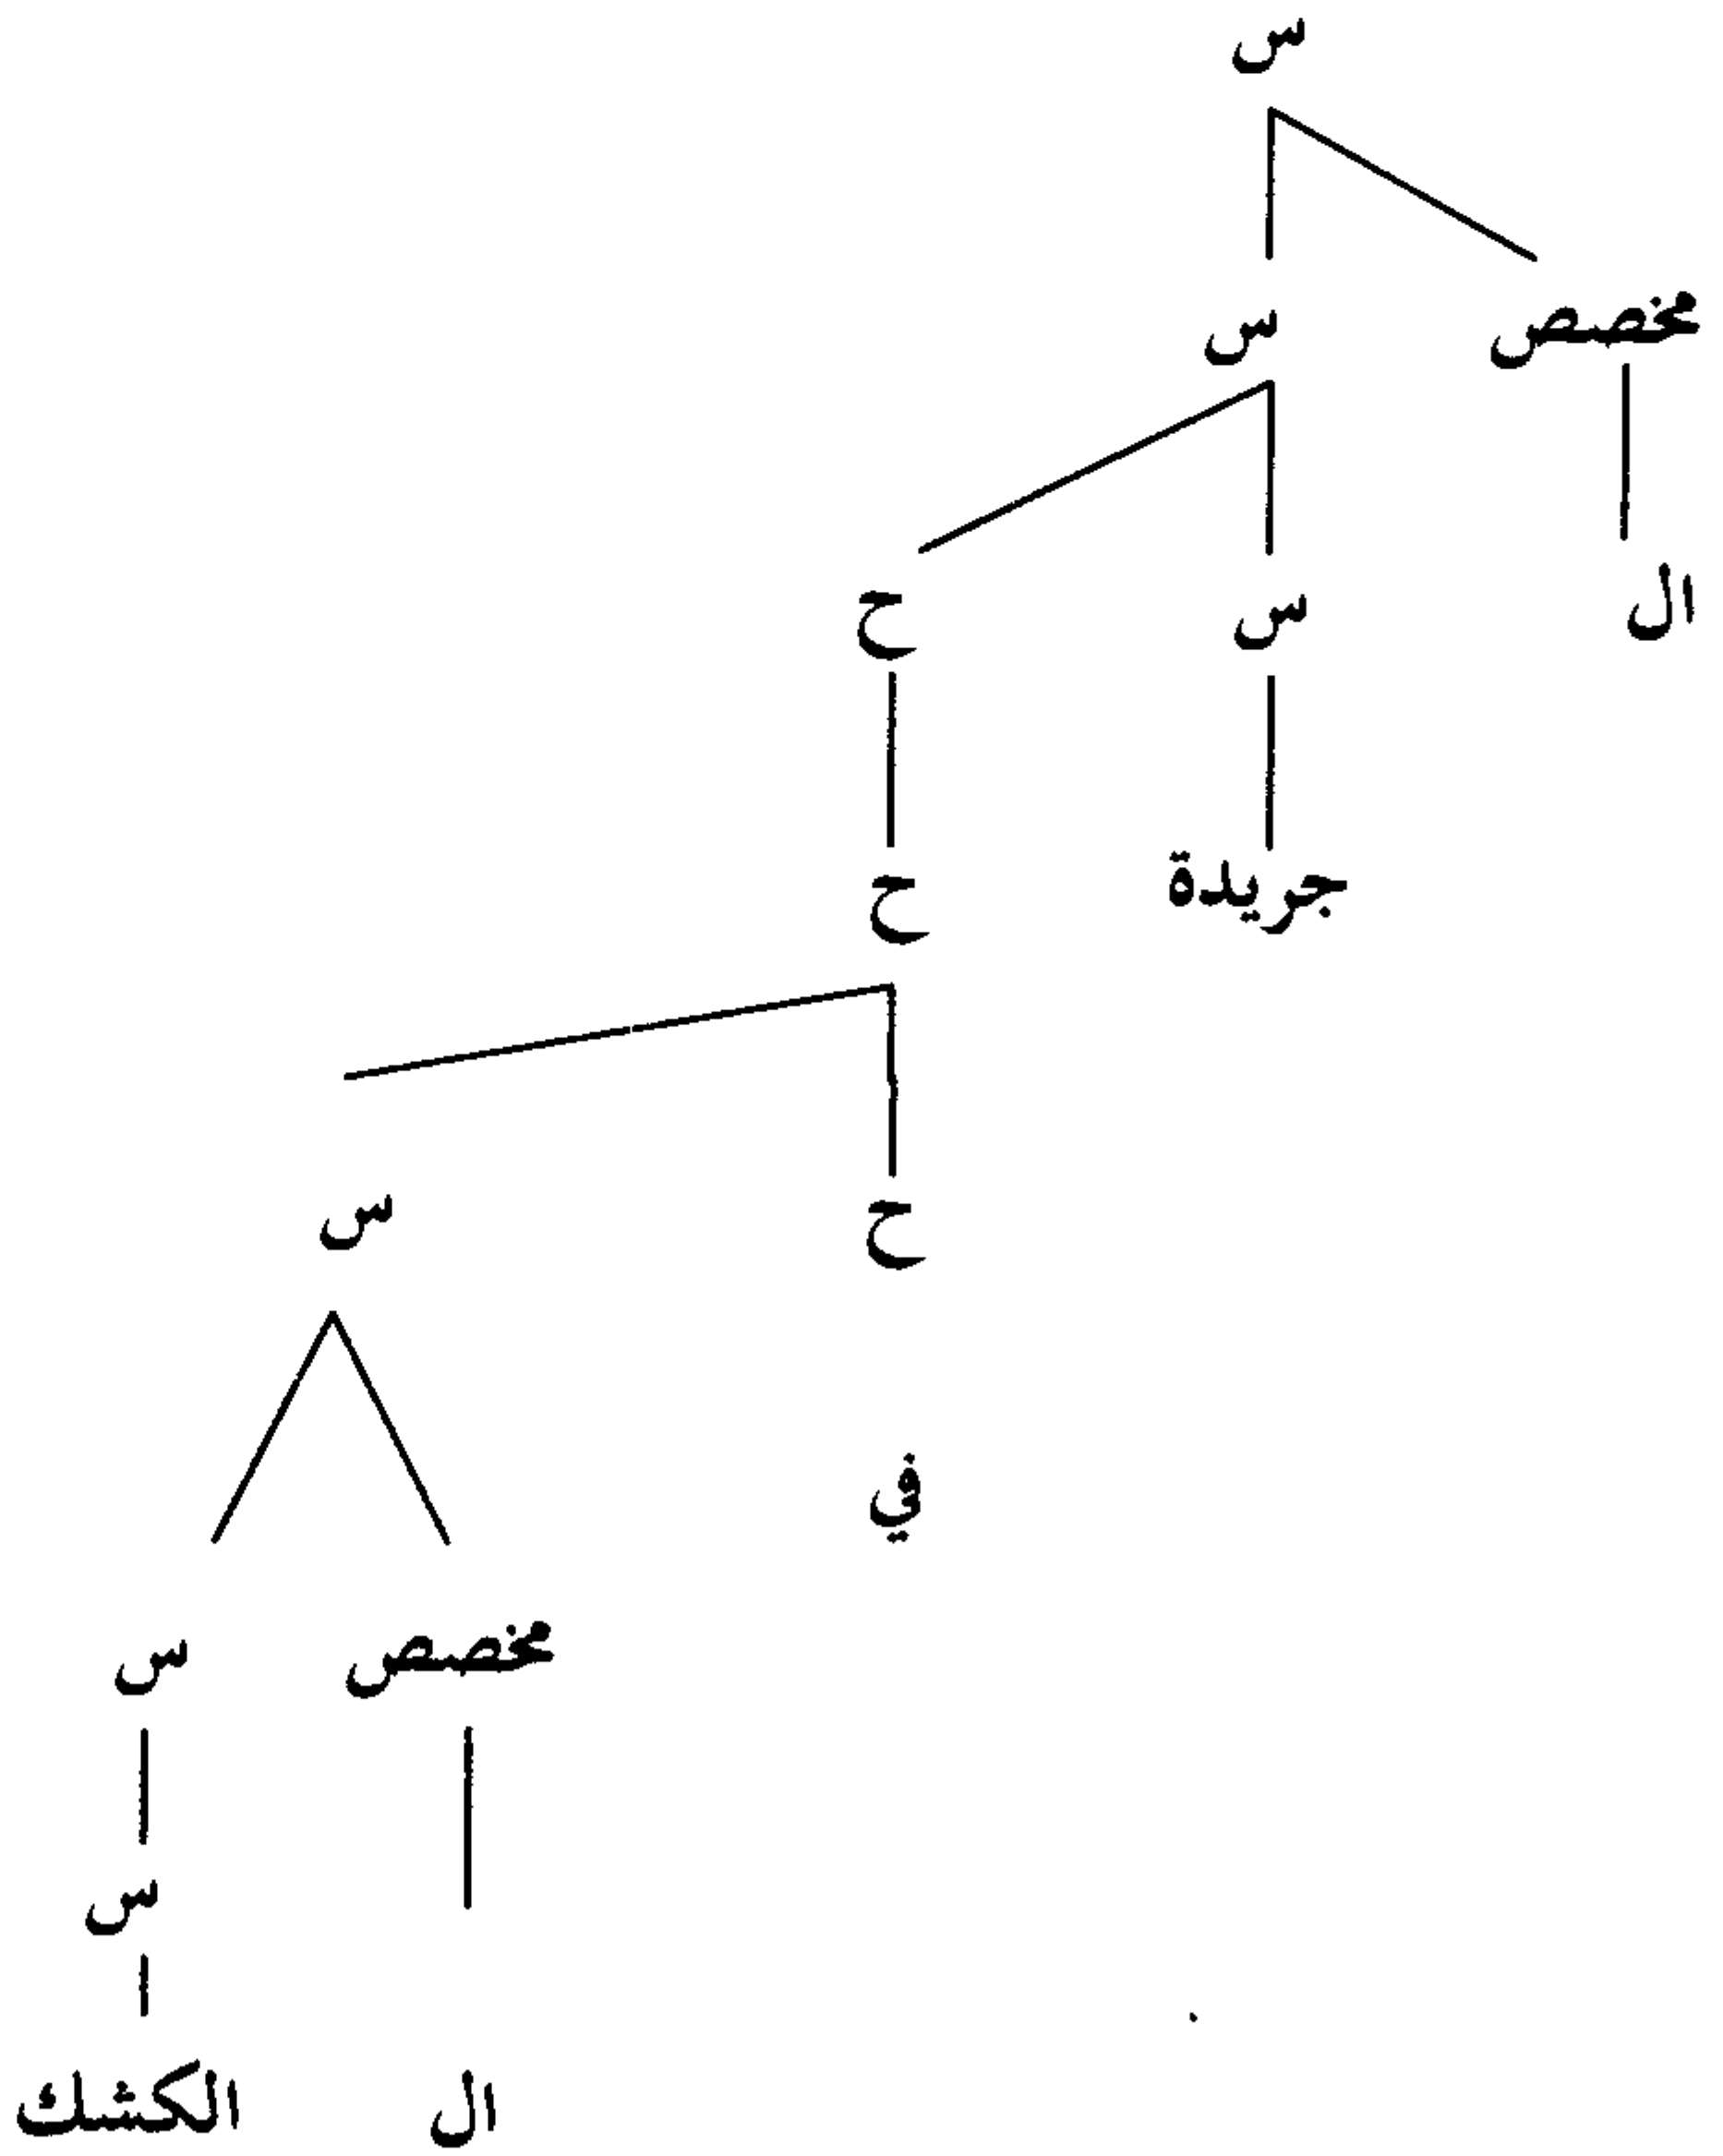 س
مخصص س
ال س ح
جريدة ح
ح س
في
مخصص س
س
ال الكشك